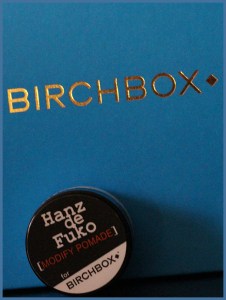 BIRCHBOX◆
Hanz
de
Fuko
[MODIFY POMADE]
for
BIRCHBOX◆